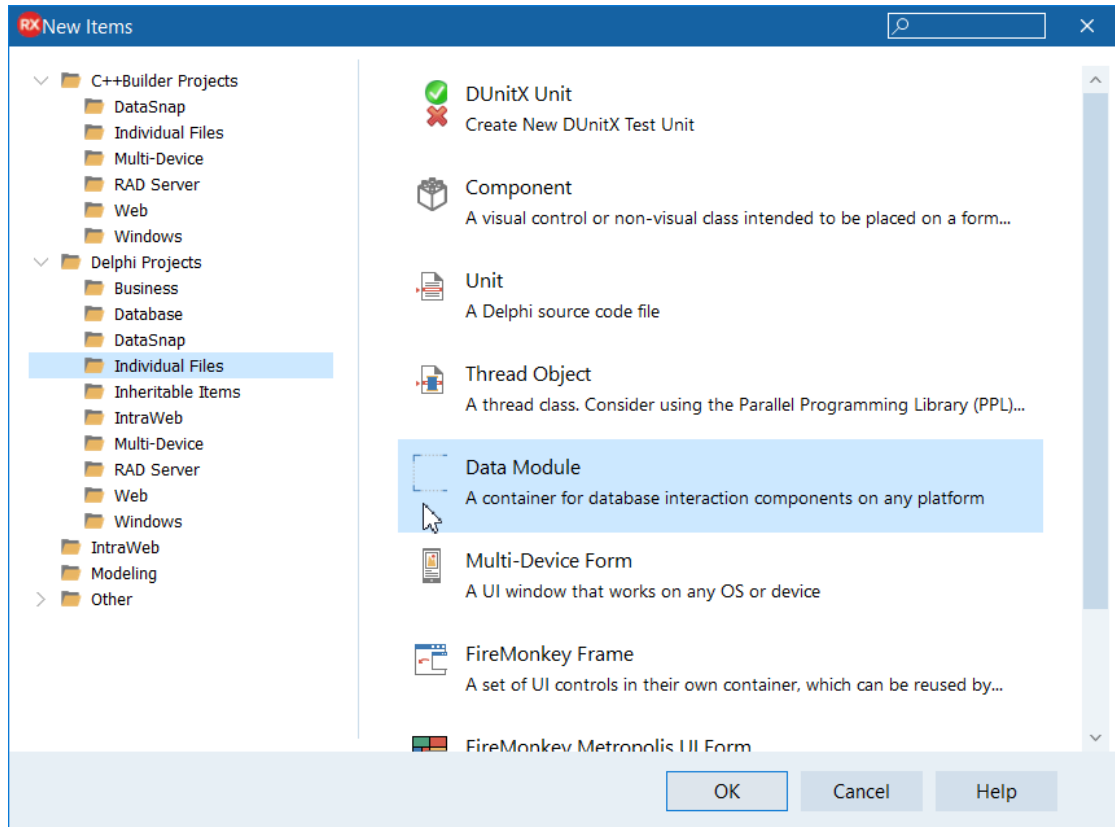 RX New Items
C++Builder Projects
DataSnap
Individual Files
Multi-Device
RAD Server
Web
Windows
Delphi Projects
Business
Database
DataSnap
Individual Files
Inheritable Items
IntraWeb
Multi-Device
RAD Server
Web
Windows
IntraWeb
Modeling
Other
DUnitX Unit
Create New DUnitX Test Unit
Component
A visual control or non-visual class intended to be placed on a form...
Unit
A Delphi source code file
Thread Object
A thread class. Consider using the Parallel Programming Library (PPL)...
Data Module
A container for database interaction components on any platform
Multi-Device Form
A UI window that works on any OS or device
FireMonkey Frame
A set of UI controls in their own container, which can be reused by...
FireMonkey Metropolis UI Form
OK Cancel Help